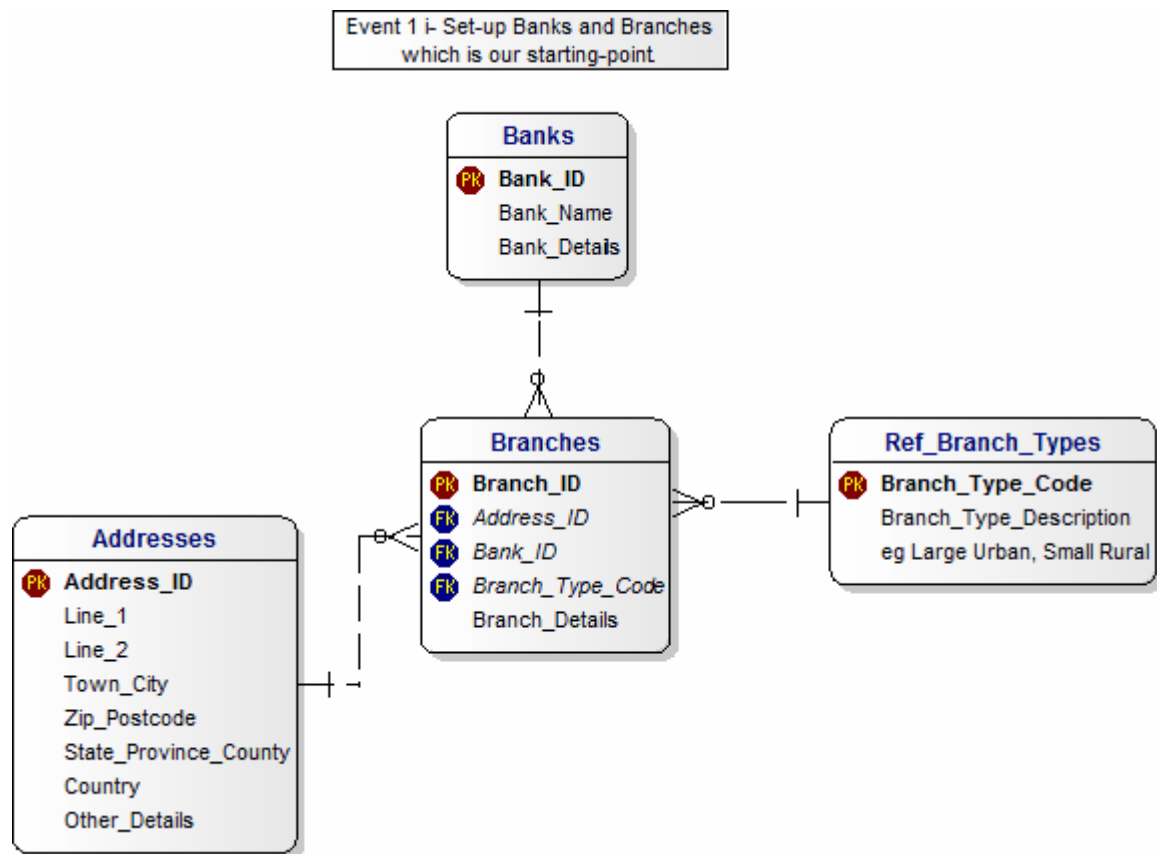 Event 1 i- Set-up Banks and Branches
which is our starting-point.
Banks
PK Bank_ID
Bank_Name
Bank_Details
Branches
PK Branch_ID
FK Address_ID
FK Bank_ID
FK Branch_Type_Code
Branch_Details
Ref_Branch_Types
PK Branch_Type_Code
Branch_Type_Description
eg Large Urban, Small Rural
Addresses
PK Address_ID
Line_1
Line_2
Town_City
Zip_Postcode
State_Province_County
Country
Other_Details